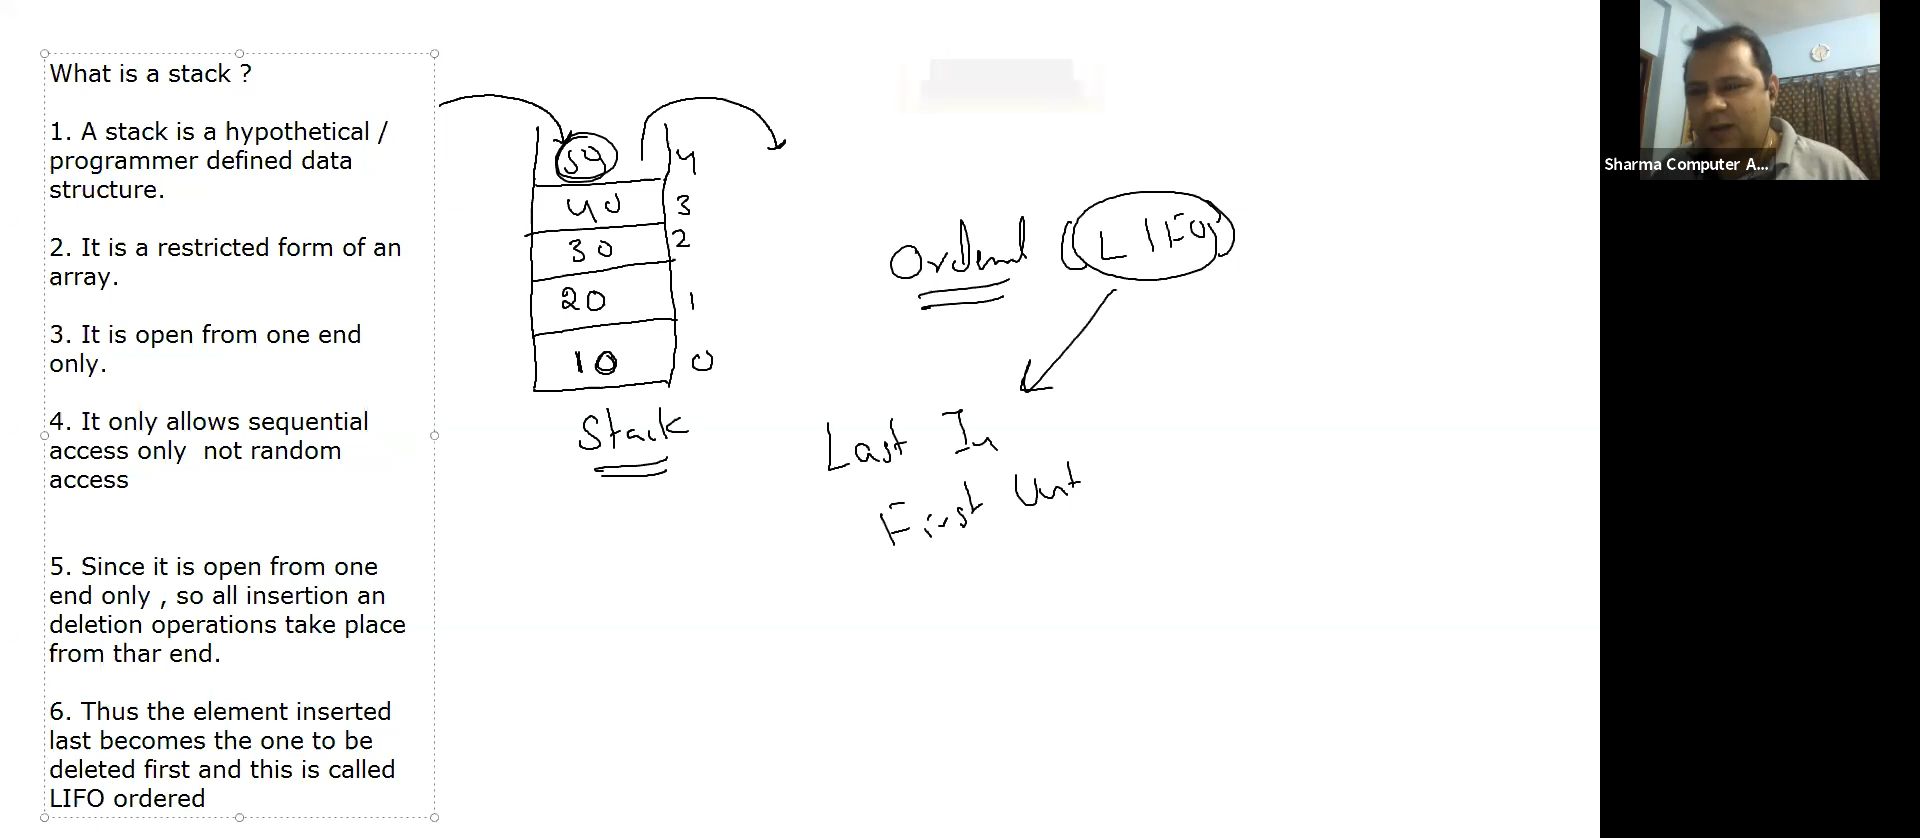 What is a stack ?
1. A stack is a hypothetical /
programmer defined data
structure.
2. It is a restricted form of an
array.
3. It is open from one end
only.
4. It only allows sequential
access only  not random
access
5. Since it is open from one
end only , so all insertion an
deletion operations take place
from thar end.
6. Thus the element inserted
last becomes the one to be
deleted first and this is called
LIFO ordered
4
40 3
30 2
20 1
10 0
Stack
Ordered (LIFO)
Last In
First Out
Sharma Computer A...